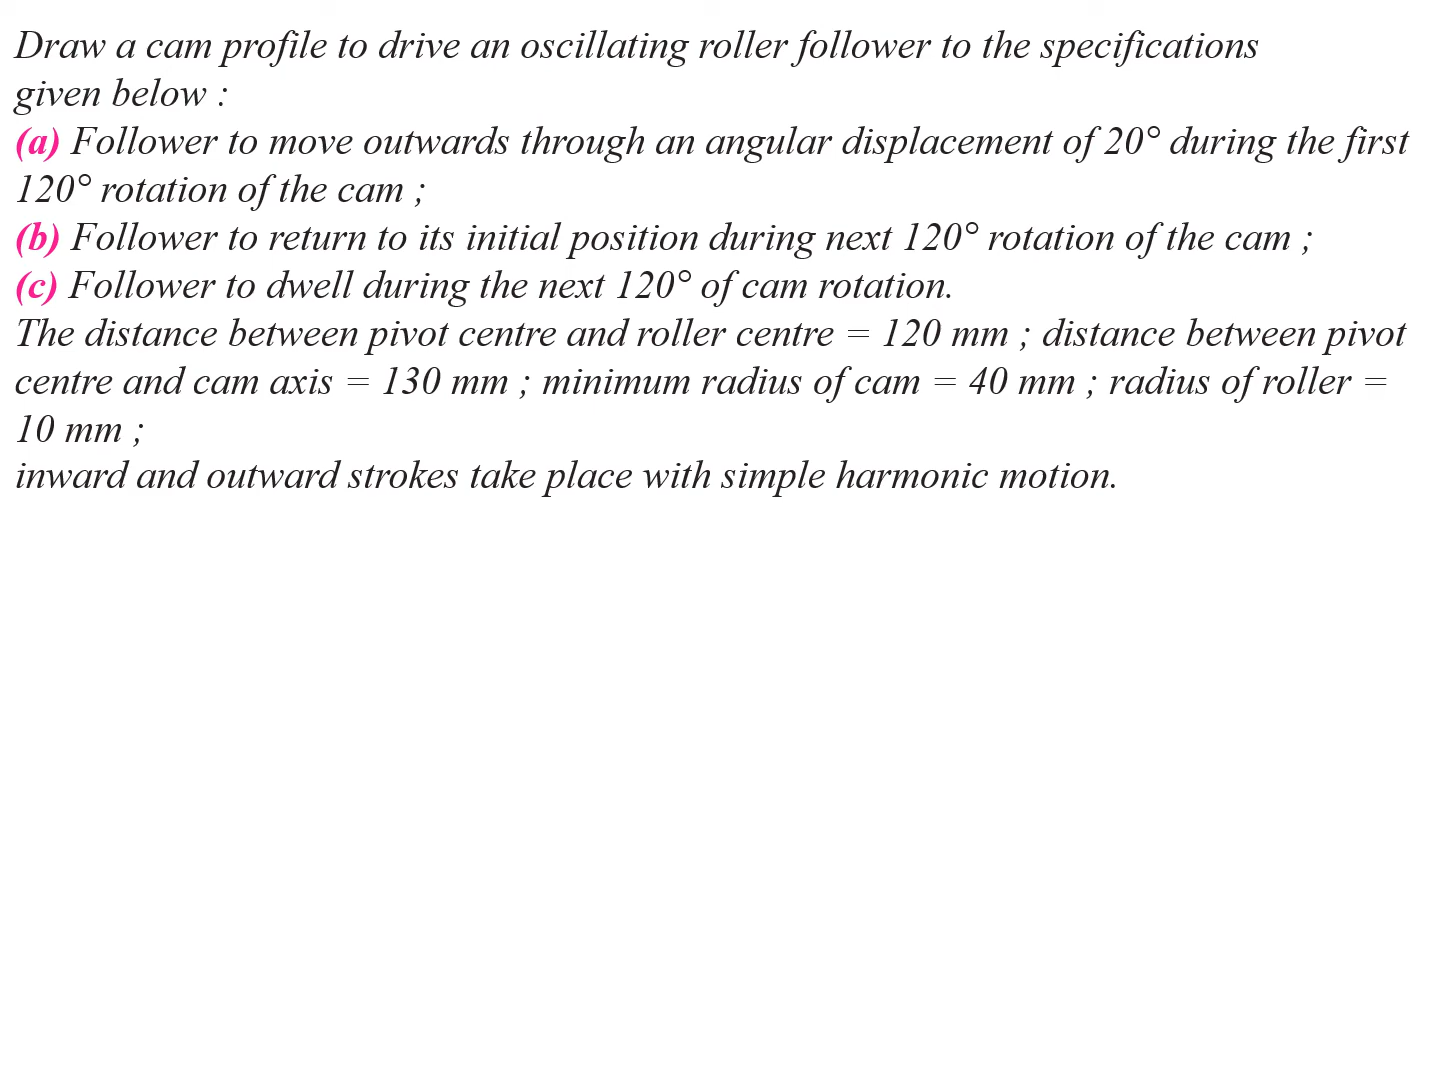 Draw a cam profile to drive an oscillating roller follower to the specifications
given below :
(a) Follower to move outwards through an angular displacement of 20° during the first
120° rotation of the cam ;
(b) Follower to return to its initial position during next 120° rotation of the cam ;
(c) Follower to dwell during the next 120° of cam rotation.
The distance between pivot centre and roller centre = 120 mm ; distance between pivot
centre and cam axis = 130 mm ; minimum radius of cam = 40 mm ; radius of roller =
10 mm ;
inward and outward strokes take place with simple harmonic motion.